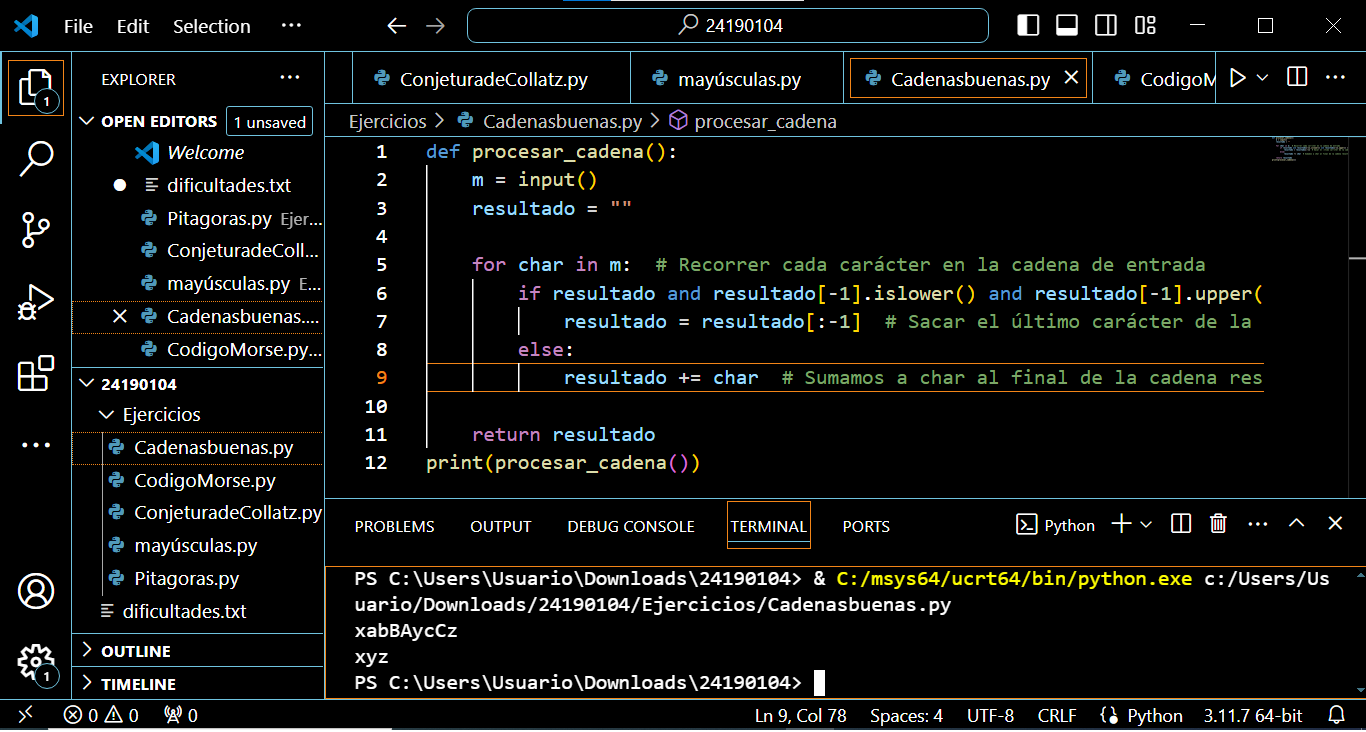 File Edit Selection ··· 24190104
EXPLORER ···
OPEN EDITORS 1 unsaved
Welcome
dificultades.txt
Pitagoras.py Ejer...
ConjeturadeColl...
mayúsculas.py E...
Cadenasbuenas....
CodigoMorse.py...
24190104
Ejercicios
Cadenasbuenas.py
CodigoMorse.py
ConjeturadeCollatz.py
mayúsculas.py
Pitagoras.py
dificultades.txt
OUTLINE
TIMELINE
ConjeturadeCollatz.py mayúsculas.py Cadenasbuenas.py CodigoM
Ejercicios > Cadenasbuenas.py > procesar_cadena
1 def procesar_cadena():
2 m = input()
3 resultado = ""
4
5 for char in m: # Recorrer cada carácter en la cadena de entrada
6 if resultado and resultado[-1].islower() and resultado[-1].upper(
7 resultado = resultado[:-1] # Sacar el último carácter de la
8 else:
9 resultado += char # Sumamos a char al final de la cadena res
10
11 return resultado
12 print(procesar_cadena())
PROBLEMS OUTPUT DEBUG CONSOLE TERMINAL PORTS Python
PS C:\Users\Usuario\Downloads\24190104> & C:/msys64/ucrt64/bin/python.exe c:/Users/Us
uario/Downloads/24190104/Ejercicios/Cadenasbuenas.py
xabBAycCz
xyz
PS C:\Users\Usuario\Downloads\24190104>
0 0 0 Ln 9, Col 78 Spaces: 4 UTF-8 CRLF Python 3.11.7 64-bit